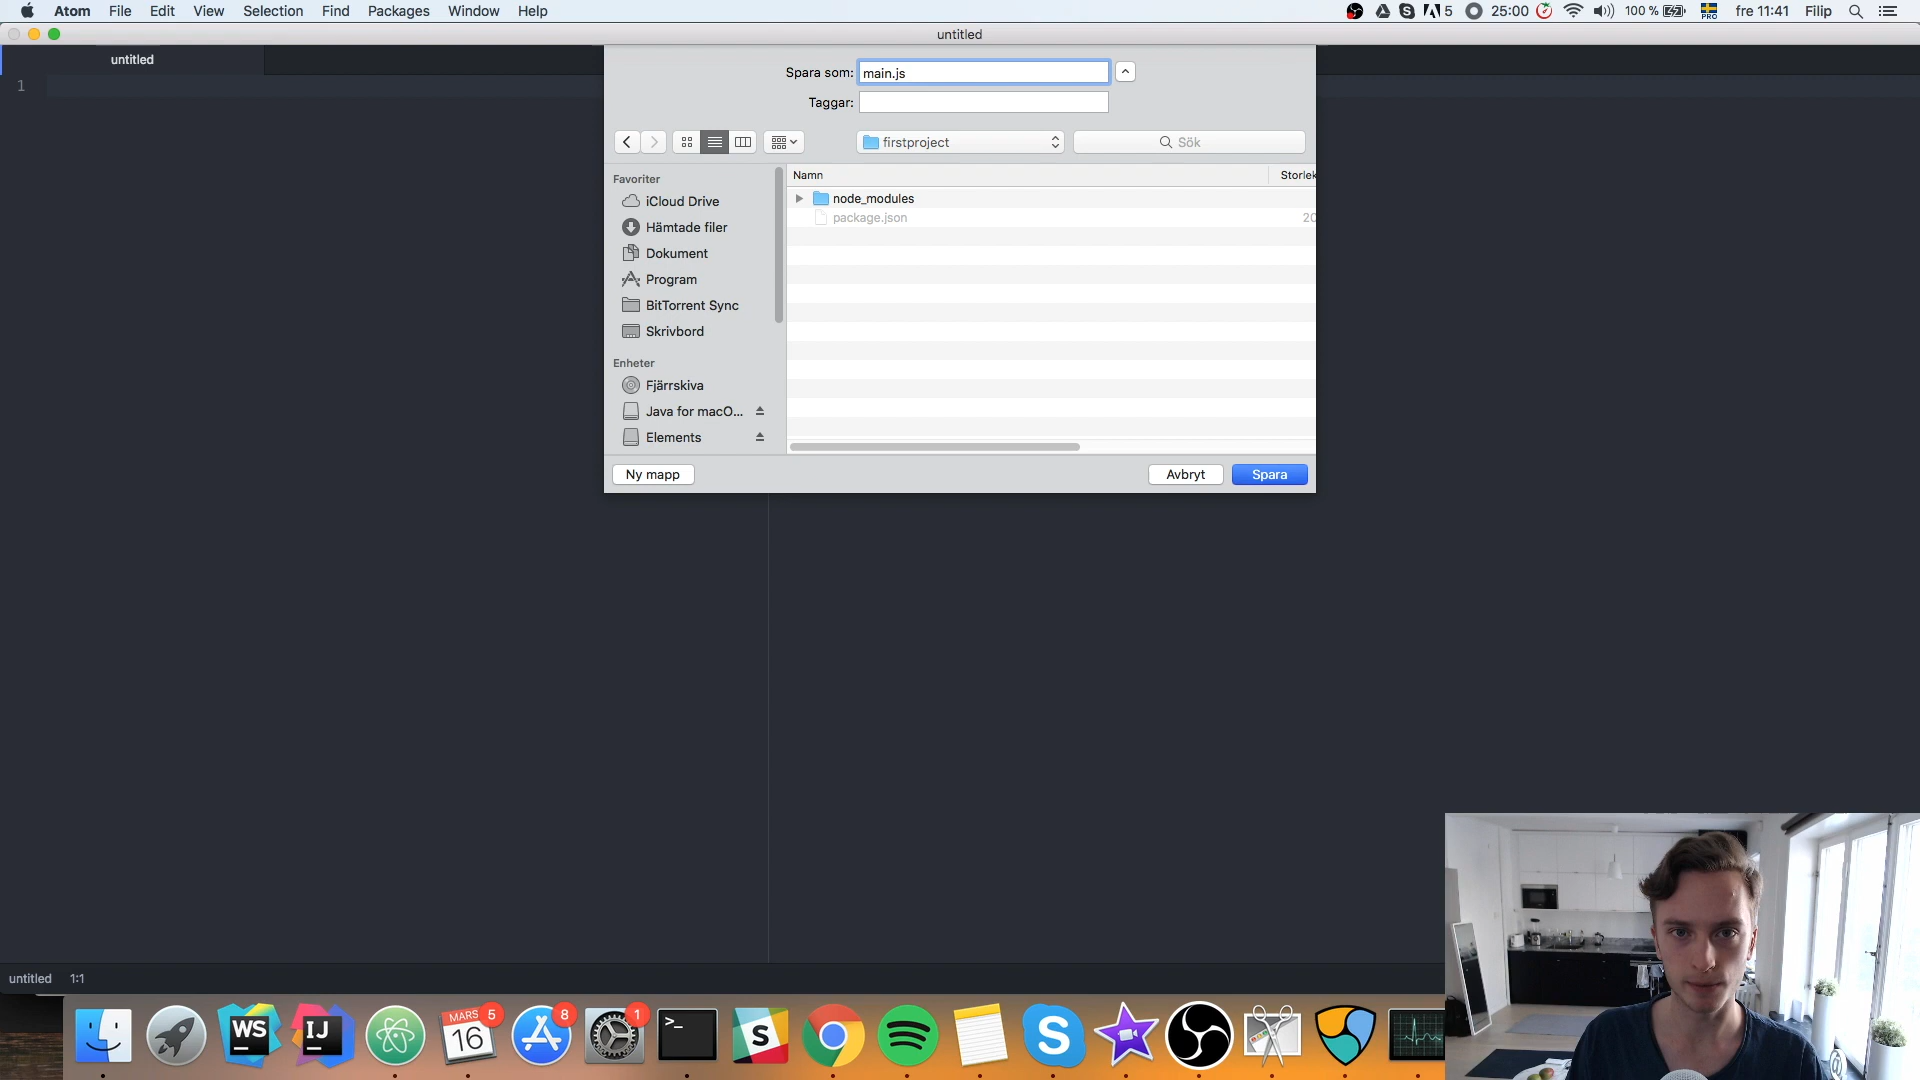 Atom File Edit View Selection Find Packages Window Help 5 25:00 100 % PRO fre 11:41 Filip
untitled
untitled
1
Spara som: main.js
Taggar:
firstproject Sök
Favoriter
iCloud Drive
Hämtade filer
Dokument
Program
BitTorrent Sync
Skrivbord
Enheter
Fjärrskiva
Java for macO...
Elements
Namn Storlek
node_modules
package.json 20
Ny mapp Avbryt Spara
untitled 1:1
WS IJ MARS 16 5 8 1 >_ S S